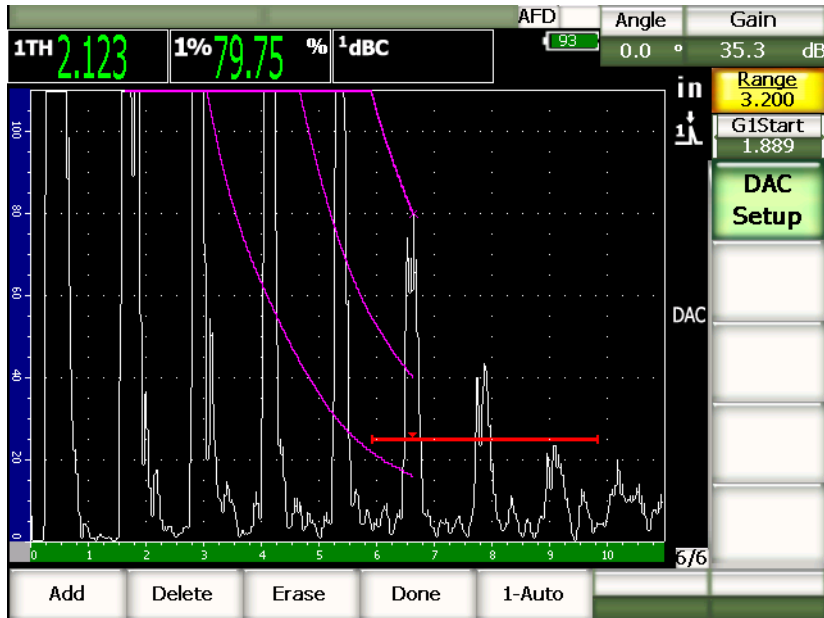 AFD
Angle
Gain
1TH 2.123
1% 79.75 %
1dBC
93
0.0 °
35.3 dB
in
Range
3.200
1
G1Start
1.889
DAC
Setup
DAC
100
80
60
40
20
0
0 1 2 3 4 5 6 7 8 9 10
6/6
Add Delete Erase Done 1-Auto